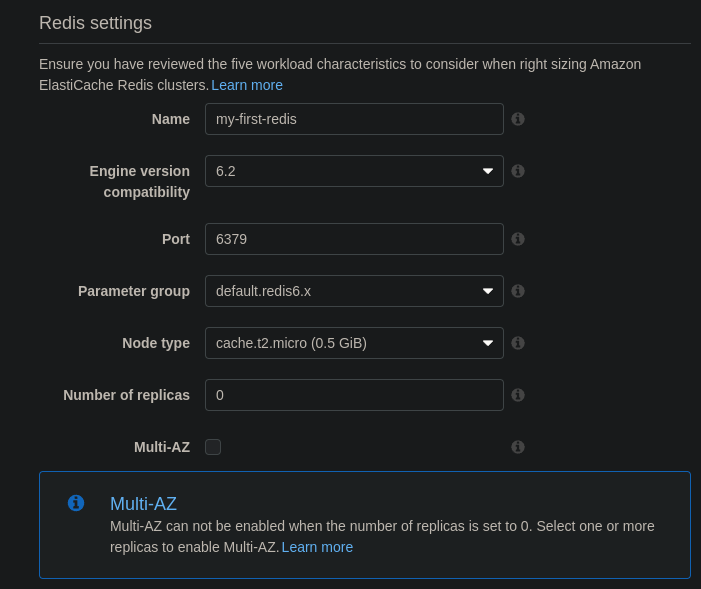 Redis settings
Ensure you have reviewed the five workload characteristics to consider when right sizing Amazon
ElastiCache Redis clusters. Learn more
Name my-first-redis
Engine version
compatibility 6.2
Port 6379
Parameter group default.redis6.x
Node type cache.t2.micro (0.5 GiB)
Number of replicas 0
Multi-AZ
Multi-AZ
Multi-AZ can not be enabled when the number of replicas is set to 0. Select one or more
replicas to enable Multi-AZ. Learn more